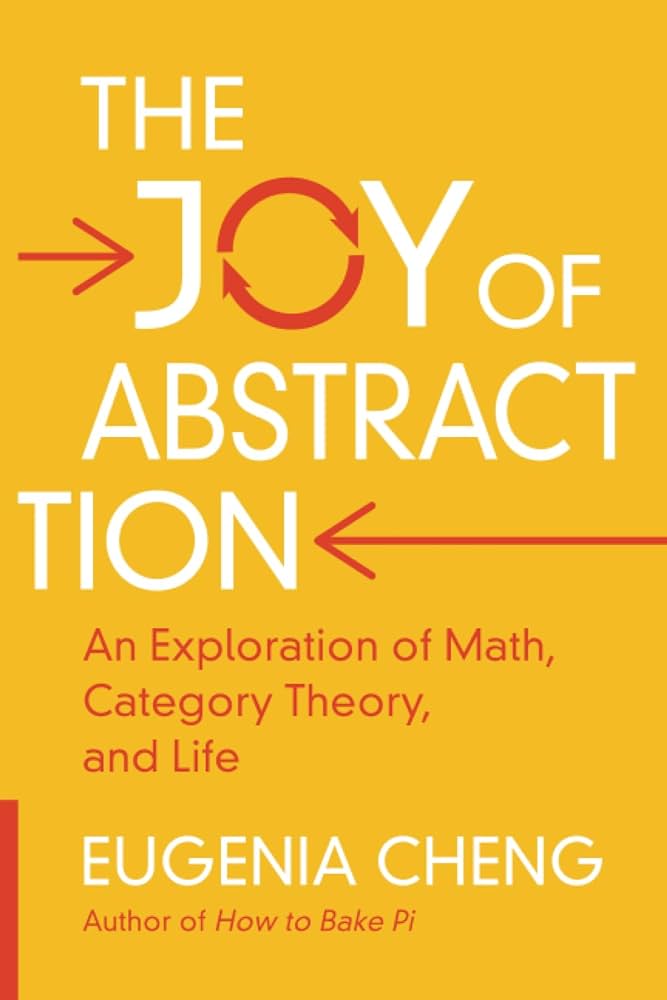 THE
JOY OF
ABSTRACT
TION
An Exploration of Math,
Category Theory,
and Life
EUGENIA CHENG
Author of How to Bake Pi